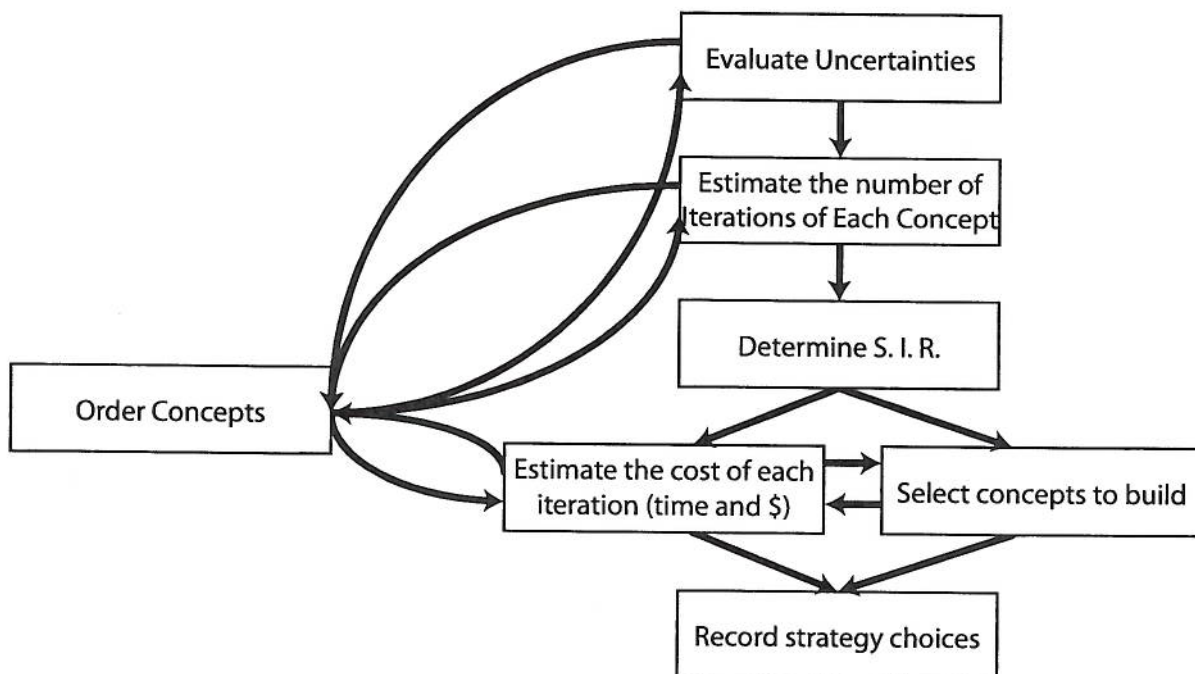 Evaluate Uncertainties
Estimate the number of
Iterations of Each Concept
Determine S. I. R.
Order Concepts
Estimate the cost of each
iteration (time and $)
Select concepts to build
Record strategy choices